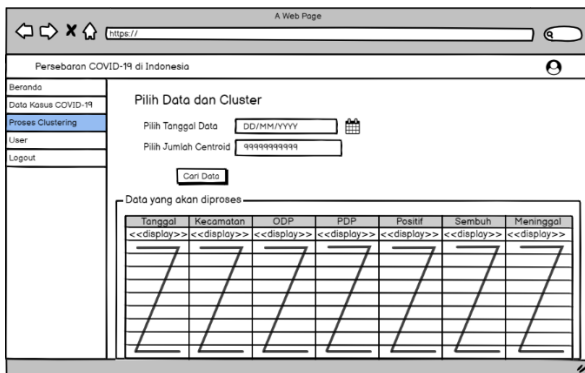 A Web Page
https://
Persebaran COVID-19 di Indonesia
Beranda
Data Kasus COVID-19
Proses Clustering
User
Logout
Pilih Data dan Cluster
Pilih Tanggal Data DD/MM/YYYY
Pilih Jumlah Centroid 99999999999
Cari Data
Data yang akan diproses
Tanggal Kecamatan ODP PDP Positif Sembuh Meninggal
<<display>> <<display>> <<display>> <<display>> <<display>> <<display>> <<display>>